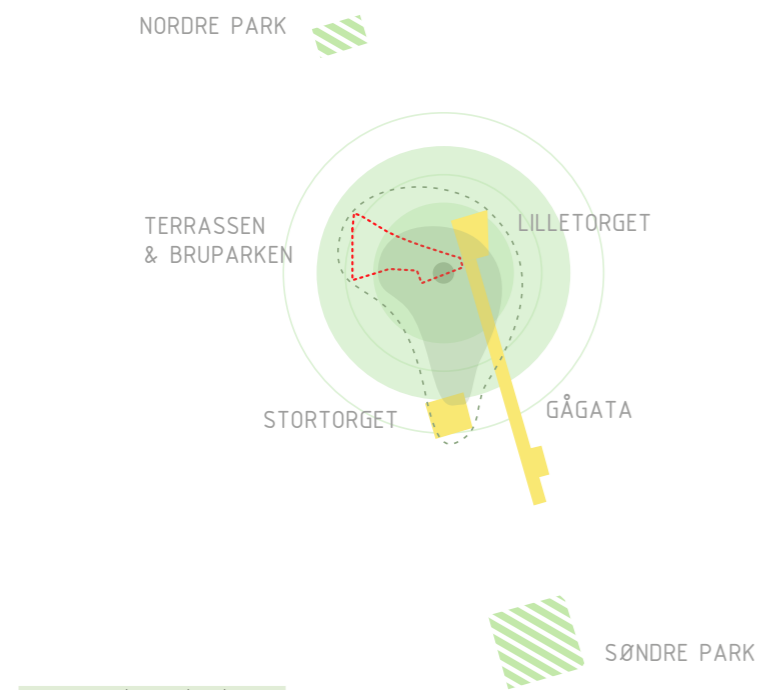 NORDRE PARK
TERRASSEN
& BRUPARKEN
LILLETORGET
STORTORGET
GÅGATA
SØNDRE PARK